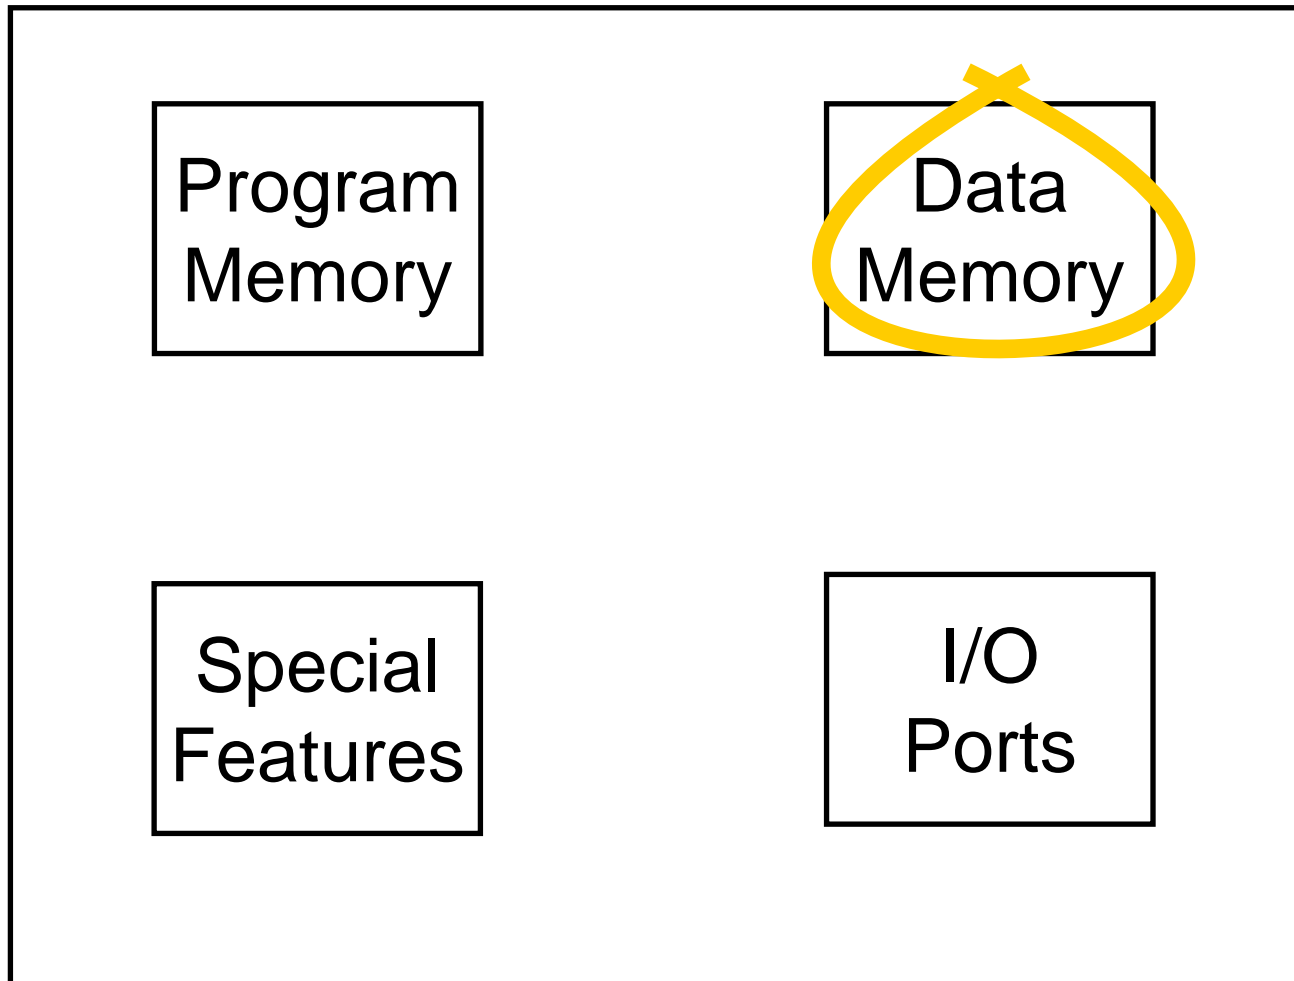 Program
Memory
Data
Memory
Special
Features
I/O
Ports